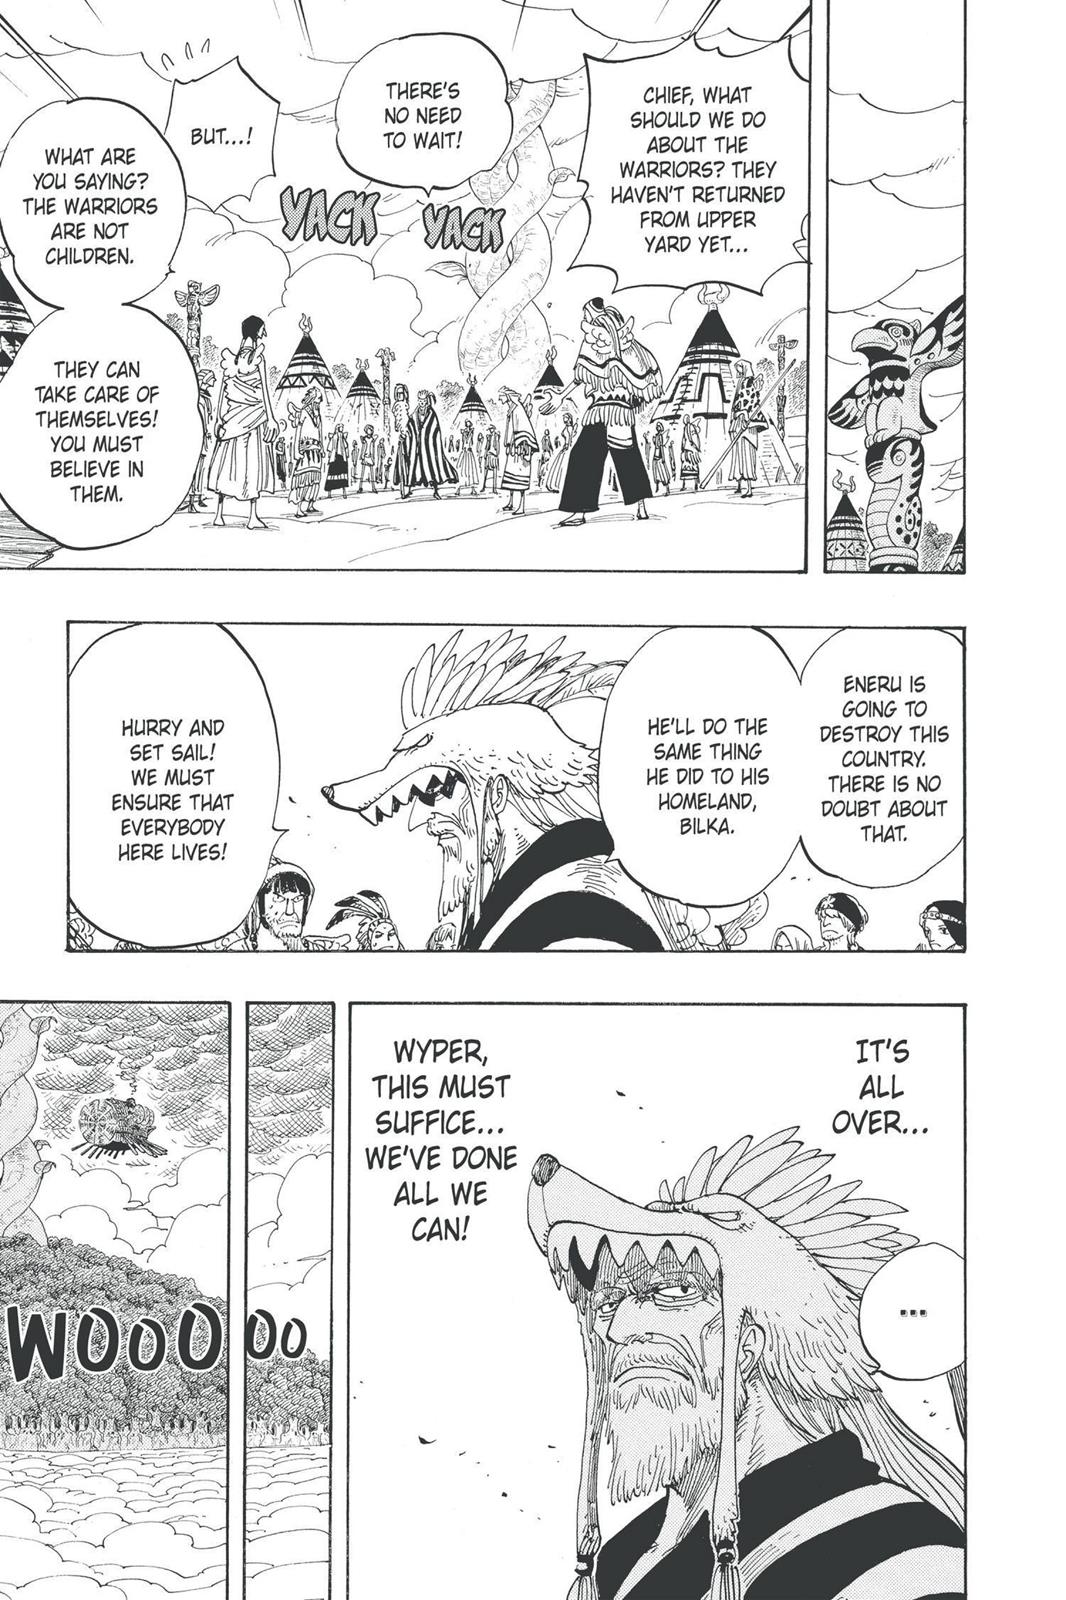 CHIEF, WHAT
SHOULD WE DO
ABOUT THE
WARRIORS? THEY
HAVEN'T RETURNED
FROM UPPER
YARD YET...
THERE'S
NO NEED
TO WAIT!
YACK
YACK
BUT...!
WHAT ARE
YOU SAYING?
THE WARRIORS
ARE NOT
CHILDREN.
THEY CAN
TAKE CARE OF
THEMSELVES!
YOU MUST
BELIEVE IN
THEM.
ENERU IS
GOING TO
DESTROY THIS
COUNTRY.
THERE IS NO
DOUBT ABOUT
THAT.
HE'LL DO THE
SAME THING
HE DID TO HIS
HOMELAND,
BILKA.
HURRY AND
SET SAIL!
WE MUST
ENSURE THAT
EVERYBODY
HERE LIVES!
...
IT'S
ALL
OVER...
WYPER,
THIS MUST
SUFFICE...
WE'VE DONE
ALL WE
CAN!
WOOOOO